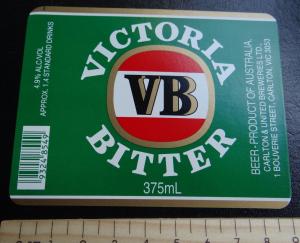 VICTORIA
VB
BITTER
375mL
4.9% ALC/VOL
APPROX. 1.4 STANDARD DRINKS
93248549
BEER-PRODUCT OF AUSTRALIA.
CARLTON & UNITED BREWERIES LTD.,
1 BOUVERIE STREET, CARLTON, VIC 3053